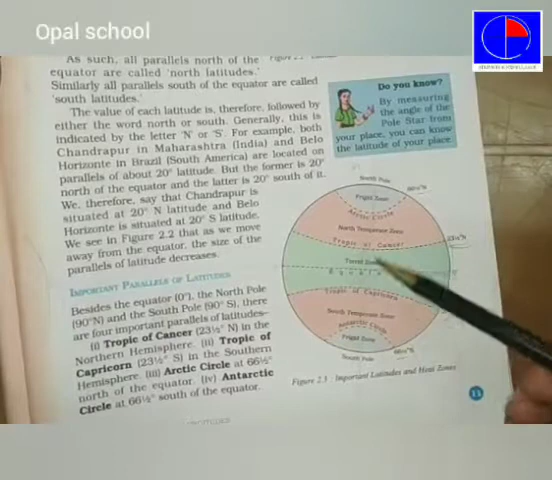 Opal school
As such, all parallels north of the
equator are called 'north latitudes.'
Similarly all parallels south of the equator are called
'south latitudes.'
The value of each latitude is, therefore, followed by
either the word north or south. Generally, this is
indicated by the letter 'N' or 'S'. For example, both
Chandrapur in Maharashtra (India) and Belo
Horizonte in Brazil (South America) are located on
parallels of about 20° latitude. But the former is 20°
north of the equator and the latter is 20° south of it.
We, therefore, say that Chandrapur is
situated at 20° N latitude and Belo
Horizonte is situated at 20° S latitude.
We see in Figure 2.2 that as we move
away from the equator, the size of the
parallels of latitude decreases.
Important Parallels of Latitudes
Besides the equator (0°), the North Pole
(90°N) and the South Pole (90° S), there
are four important parallels of latitudes–
(i) Tropic of Cancer (23½° N) in the
Northern Hemisphere. (ii) Tropic of
Capricorn (23½° S) in the Southern
Hemisphere. (iii) Arctic Circle at 66½°
north of the equator. (iv) Antarctic
Circle at 66½° south of the equator.
Do you know?
By measuring
the angle of the
Pole Star from
your place, you can know
the latitude of your place.
North Pole
66½°N
Frigid Zone
Arctic Circle
North Temperate Zone
23½°N
Tropic of Cancer
Torrid
Tropic of Capricorn
South Temperate Zone
Antarctic Circle
Frigid Zone
66½°S
South Pole
Figure 2.3 : Important Latitudes and Heat Zones
11